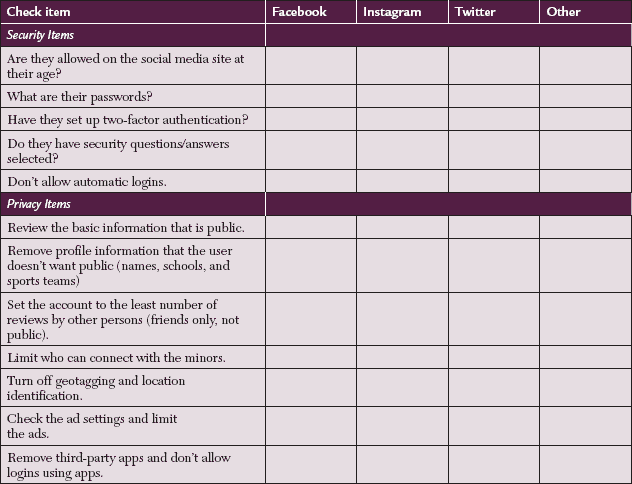 Check item Facebook Instagram Twitter Other
Security Items
Are they allowed on the social media site at
their age?
What are their passwords?
Have they set up two-factor authentication?
Do they have security questions/answers
selected?
Don't allow automatic logins.
Privacy Items
Review the basic information that is public.
Remove profile information that the user
doesn't want public (names, schools, and
sports teams)
Set the account to the least number of
reviews by other persons (friends only, not
public).
Limit who can connect with the minors.
Turn off geotagging and location
identification.
Check the ad settings and limit
the ads.
Remove third-party apps and don't allow
logins using apps.